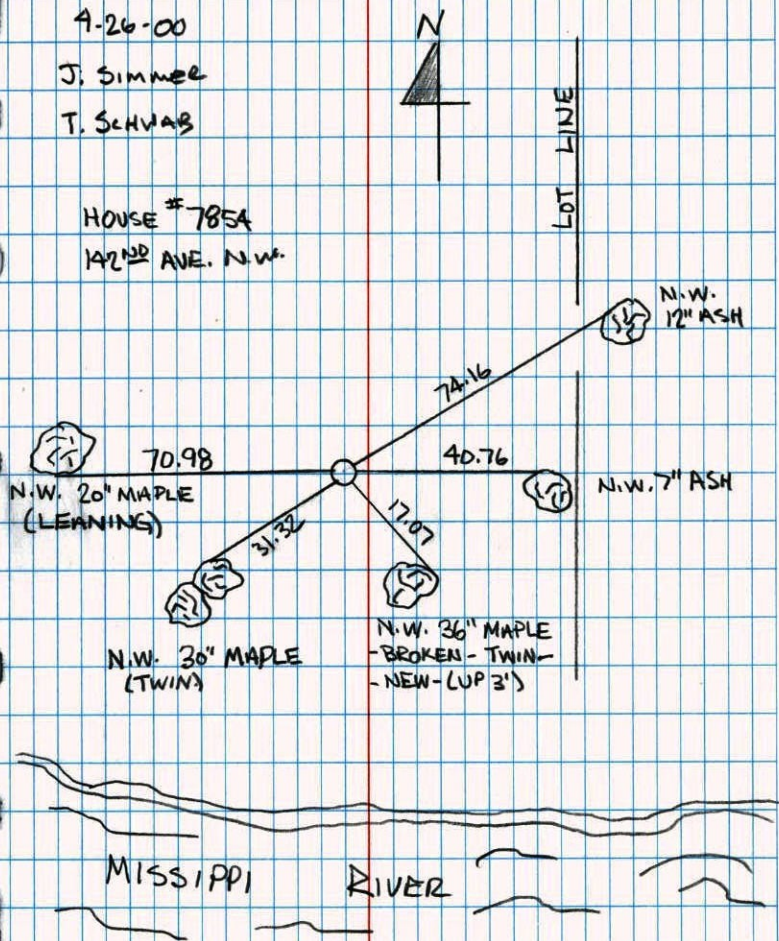 4-26-00
J. SIMMER
T. SCHWAB
N
LOT LINE
HOUSE # 7854
142ND AVE. N.W.
N.W.
12" ASH
74.16
70.98
40.76
N.W. 20" MAPLE
(LEANING)
N.W. 7" ASH
31.32
17.07
N.W. 30" MAPLE
(TWIN)
N.W. 36" MAPLE
-BROKEN-TWIN-
-NEW-(UP 3')
MISSIPPI RIVER